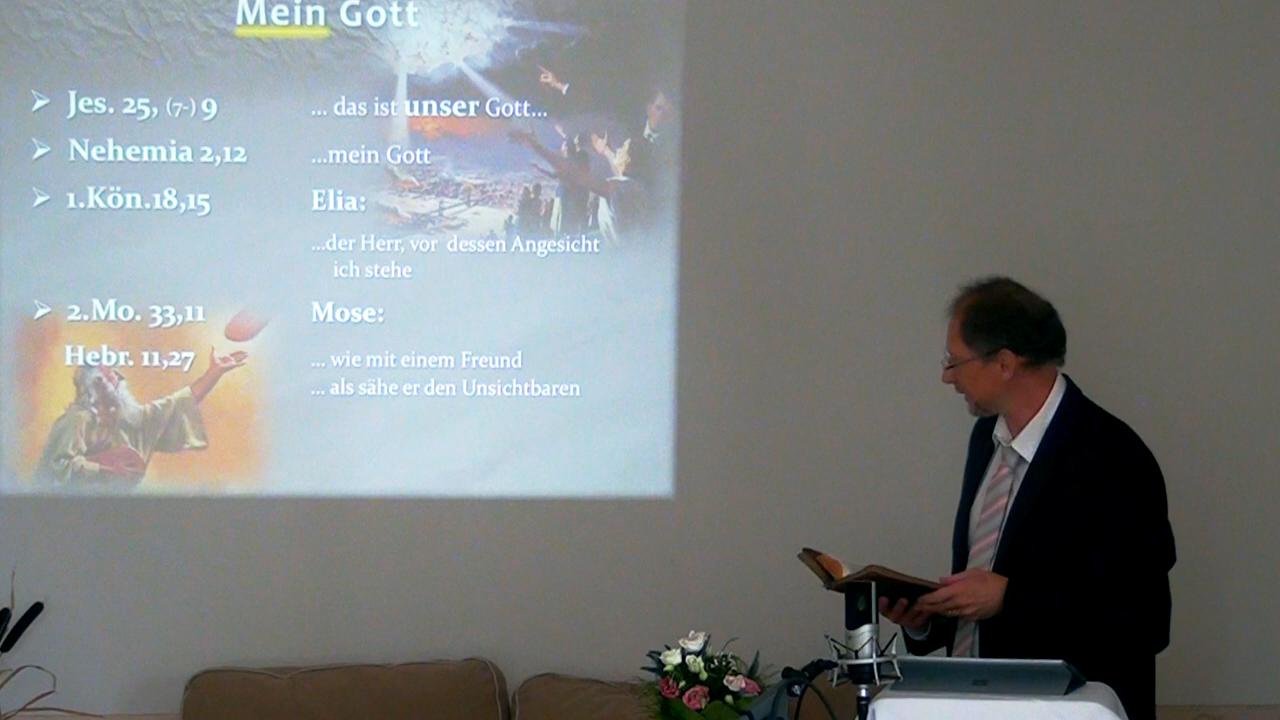 Mein Gott
Jes. 25, (7-) 9 ... das ist unser Gott...
Nehemia 2,12 ...mein Gott
1.Kön.18,15 Elia:
...der Herr, vor dessen Angesicht
ich stehe
2.Mo. 33,11 Mose:
Hebr. 11,27 ... wie mit einem Freund
... als sähe er den Unsichtbaren